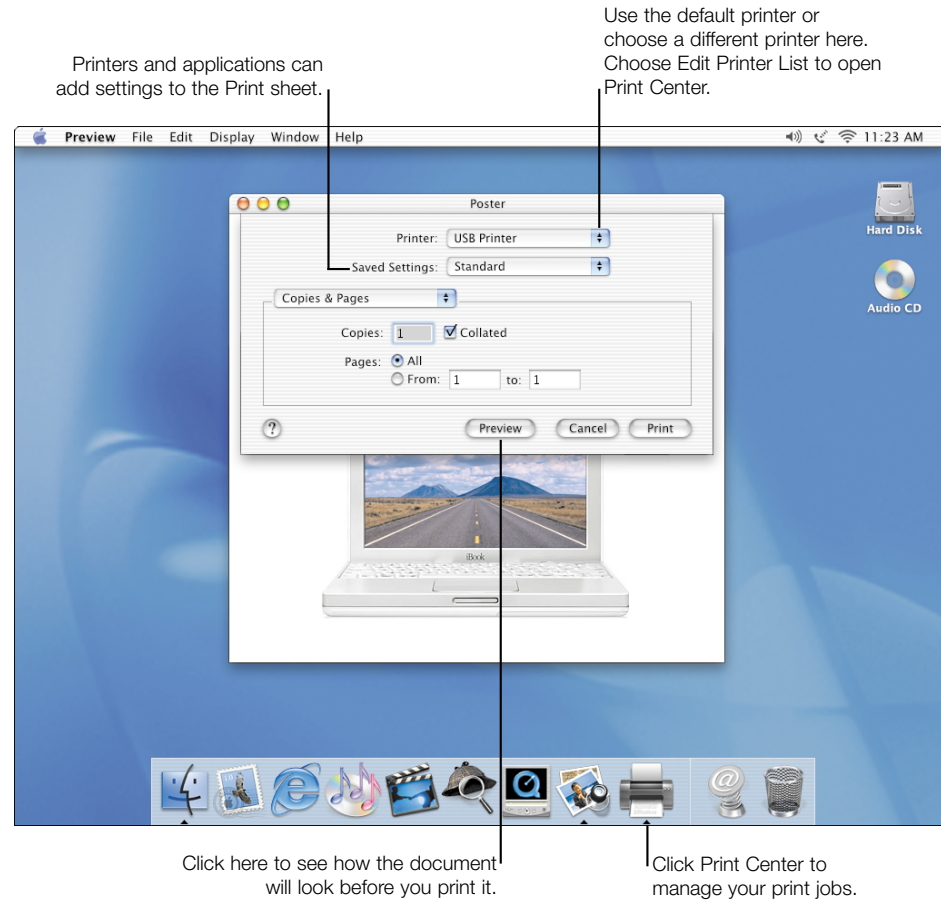 Use the default printer or
choose a different printer here.
Choose Edit Printer List to open
Print Center.
Printers and applications can
add settings to the Print sheet.
Preview File Edit Display Window Help 11:23 AM
Poster
Hard Disk
Printer: USB Printer
Saved Settings: Standard
Copies & Pages
Audio CD
Copies: 1 Collated
Pages: All
From: 1 to: 1
? Preview Cancel Print
iBook
1.0
@
Click here to see how the document
will look before you print it.
Click Print Center to
manage your print jobs.